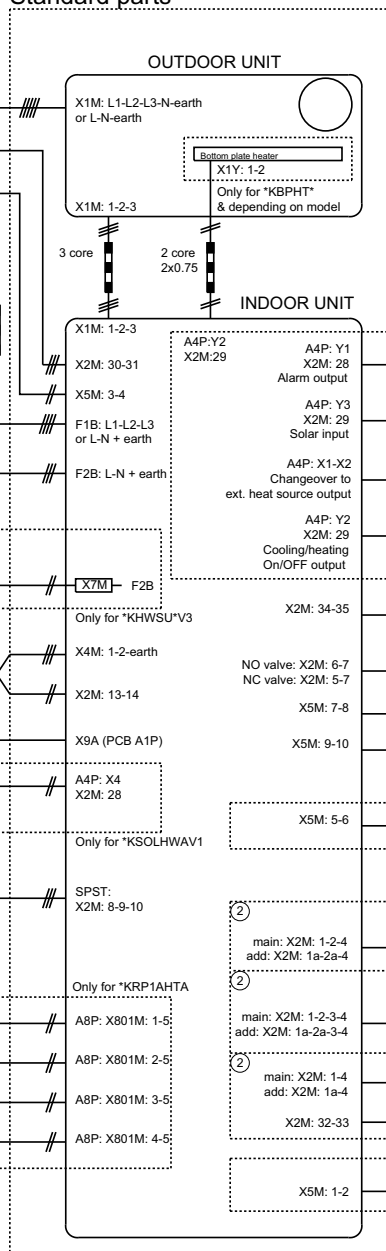 Standard parts
OUTDOOR UNIT
X1M: L1-L2-L3-N-earth
or L-N-earth
Bottom plate heater
X1Y: 1-2
Only for *KBPHT*
& depending on model
X1M: 1-2-3
3 core
2 core
2x0.75
INDOOR UNIT
X1M: 1-2-3
A4P:Y2
X2M:29
A4P: Y1
X2M: 28
Alarm output
X2M: 30-31
X5M: 3-4
A4P: Y3
X2M: 29
Solar input
F1B: L1-L2-L3
or L-N + earth
F2B: L-N + earth
A4P: X1-X2
Changeover to
ext. heat source output
A4P: Y2
X2M: 29
Cooling/heating
On/OFF output
X7M
F2B
Only for *KHWSU*V3
X2M: 34-35
X4M: 1-2-earth
NO valve: X2M: 6-7
NC valve: X2M: 5-7
X2M: 13-14
X5M: 7-8
X9A (PCB A1P)
X5M: 9-10
A4P: X4
X2M: 28
X5M: 5-6
Only for *KSOLHWAV1
SPST:
X2M: 8-9-10
2
main: X2M: 1-2-4
add: X2M: 1a-2a-4
Only for *KRP1AHTA
2
A8P: X801M: 1-5
main: X2M: 1-2-3-4
add: X2M: 1a-2a-3-4
A8P: X801M: 2-5
2
main: X2M: 1-4
add: X2M: 1a-4
A8P: X801M: 3-5
X2M: 32-33
A8P: X801M: 4-5
X5M: 1-2